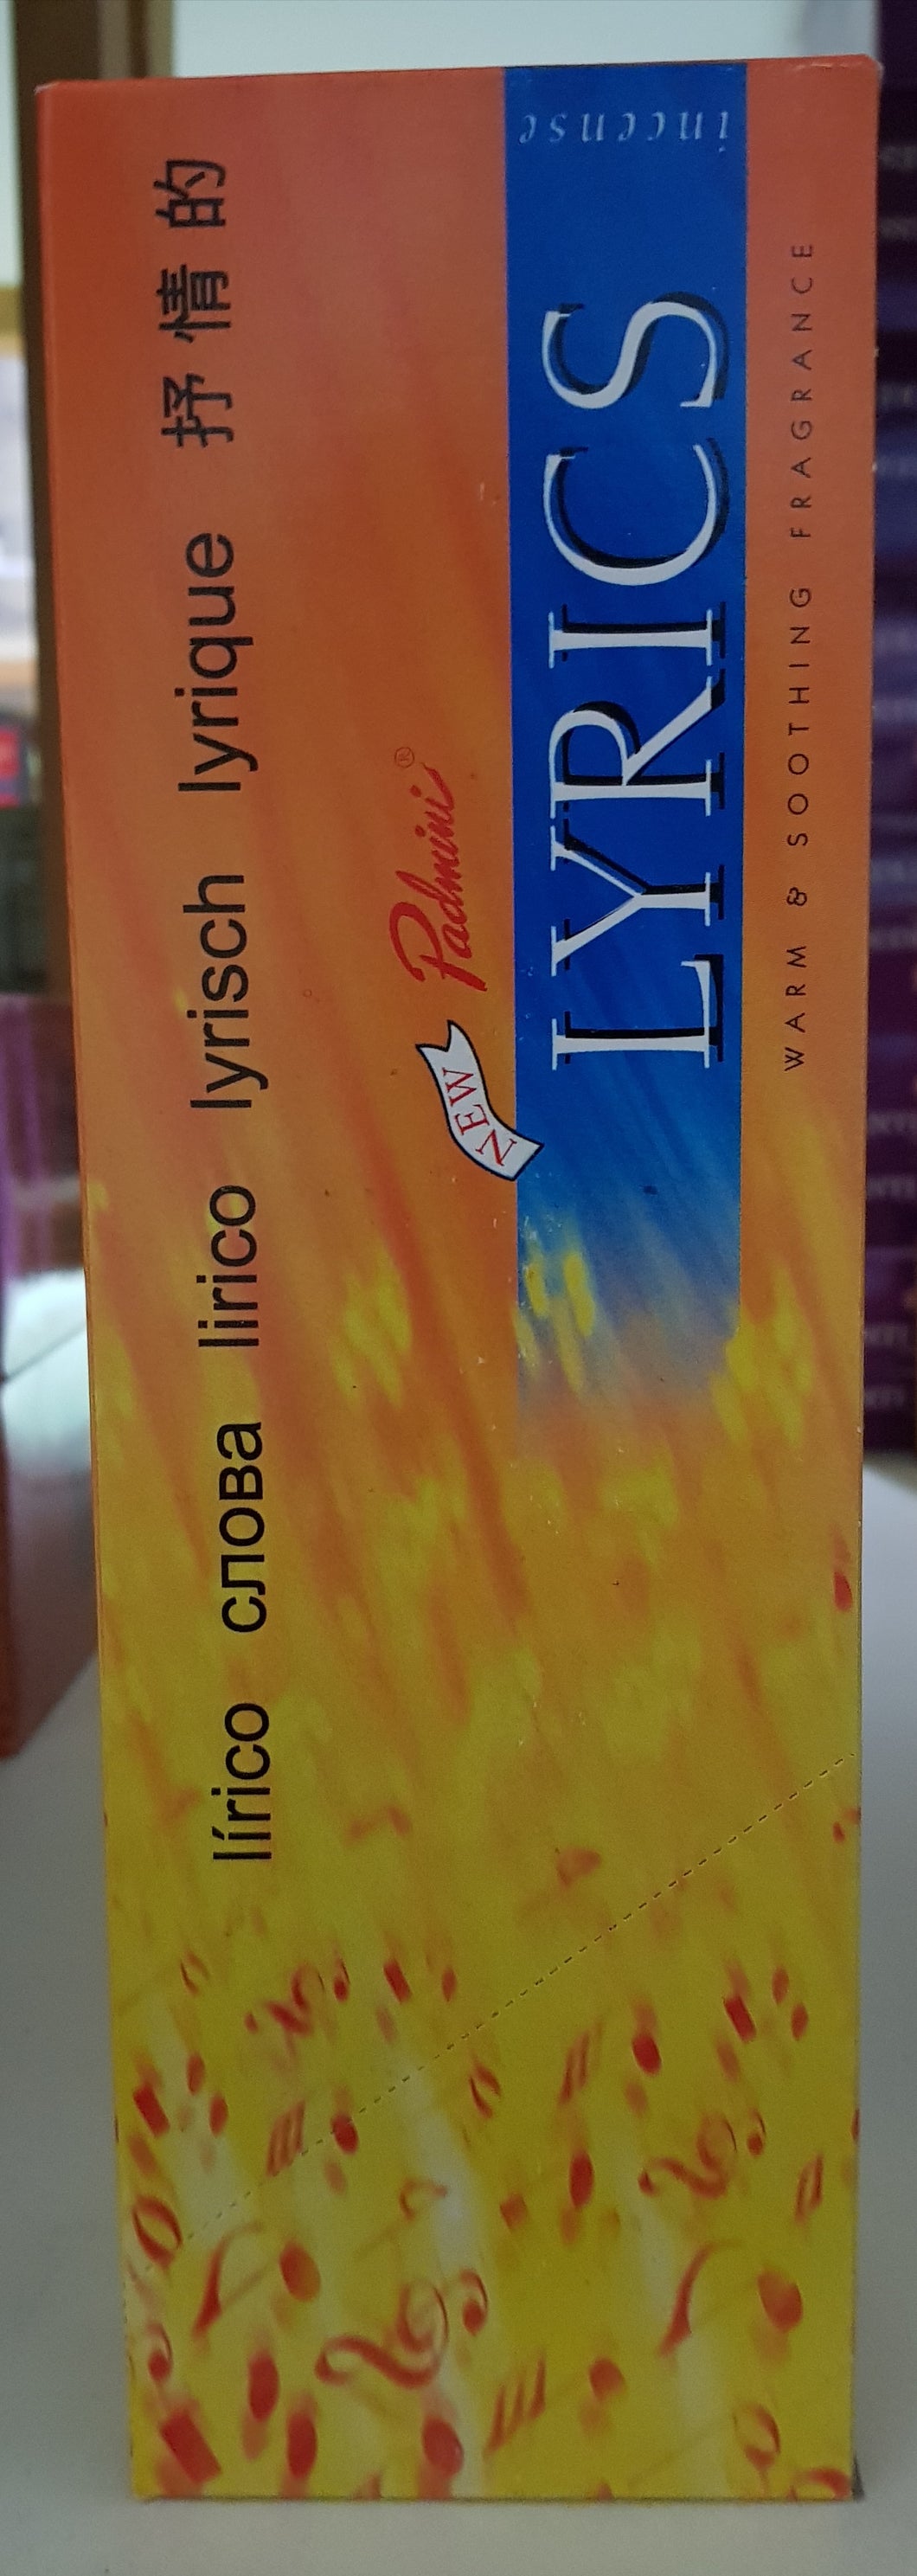 lírico слова lirico lyrisch lyrique 抒情的
NEW Padmini®
LYRICS
incense
WARM & SOOTHING FRAGRANCE